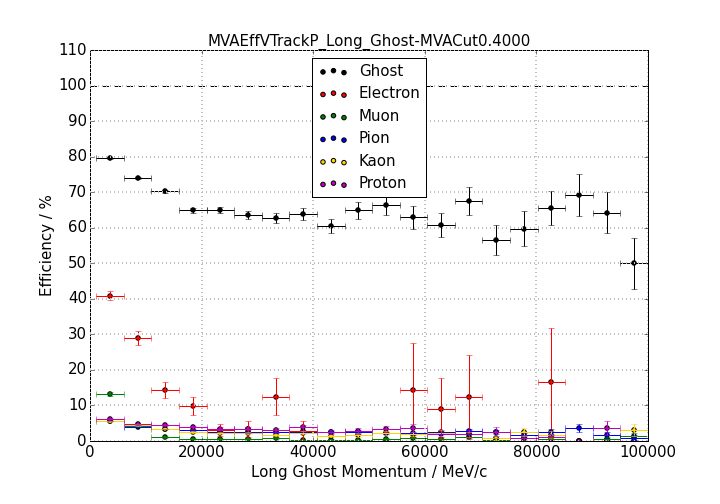 MVAEffVTrackP_Long_Ghost-MVACut0.4000
110
100
90
80
70
60
50
40
30
20
10
0
Efficiency / %
Ghost
Electron
Muon
Pion
Kaon
Proton
0 20000 40000 60000 80000 100000
Long Ghost Momentum / MeV/c